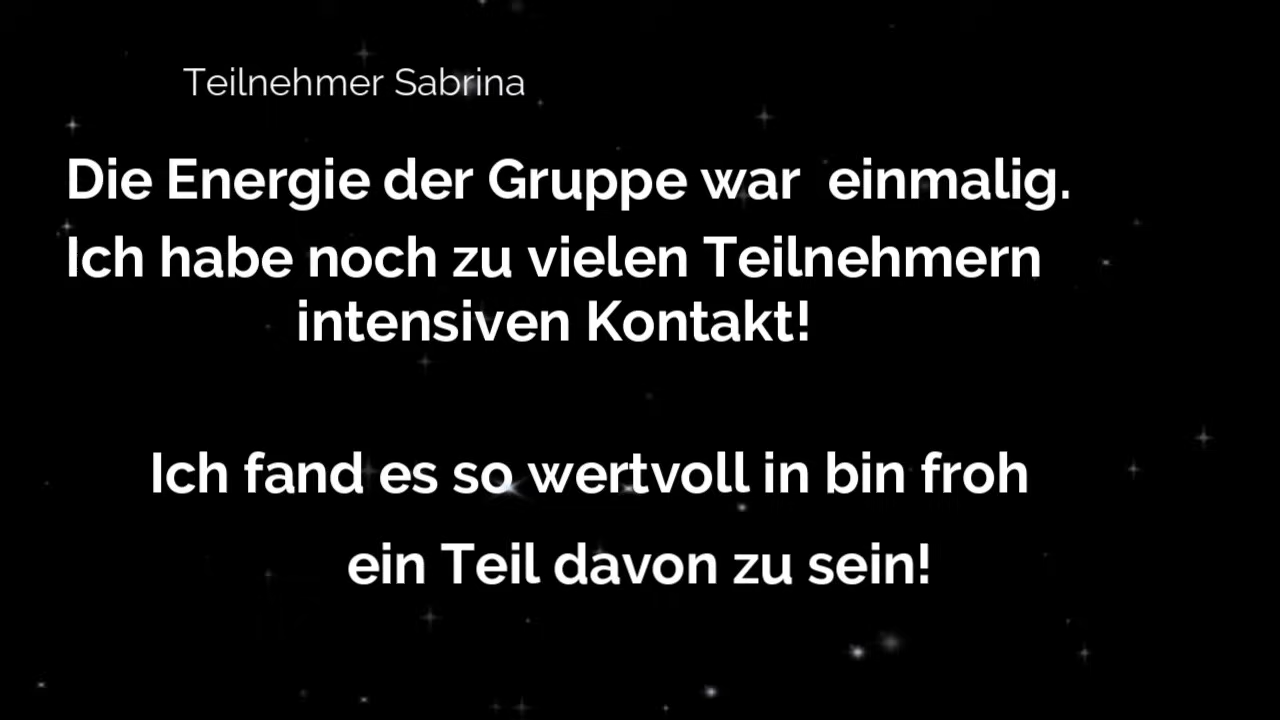 Teilnehmer Sabrina
Die Energie der Gruppe war  einmalig.
Ich habe noch zu vielen Teilnehmern
intensiven Kontakt!
Ich fand es so wertvoll in bin froh
ein Teil davon zu sein!